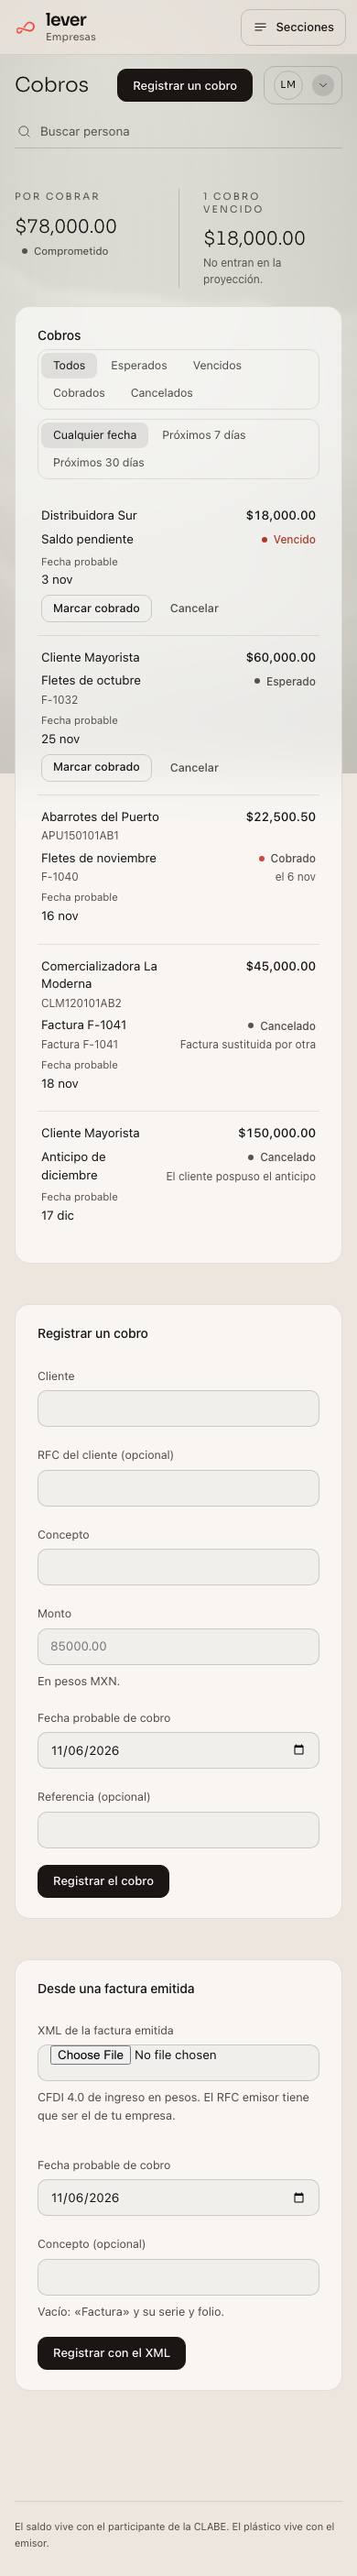 lever
Empresas
Secciones
Cobros
Registrar un cobro
LM
Buscar persona
POR COBRAR
$78,000.00
Comprometido
1 COBRO
VENCIDO
$18,000.00
No entran en la
proyección.
Cobros
Todos Esperados Vencidos
Cobrados Cancelados
Cualquier fecha Próximos 7 días
Próximos 30 días
Distribuidora Sur $18,000.00
Saldo pendiente Vencido
Fecha probable
3 nov
Marcar cobrado Cancelar
Cliente Mayorista $60,000.00
Fletes de octubre Esperado
F-1032
Fecha probable
25 nov
Marcar cobrado Cancelar
Abarrotes del Puerto $22,500.50
APU150101AB1
Fletes de noviembre Cobrado
F-1040 el 6 nov
Fecha probable
16 nov
Comercializadora La $45,000.00
Moderna
CLM120101AB2
Factura F-1041 Cancelado
Factura F-1041 Factura sustituida por otra
Fecha probable
18 nov
Cliente Mayorista $150,000.00
Anticipo de Cancelado
diciembre El cliente pospuso el anticipo
Fecha probable
17 dic
Registrar un cobro
Cliente
RFC del cliente (opcional)
Concepto
Monto
85000.00
En pesos MXN.
Fecha probable de cobro
11/06/2026
Referencia (opcional)
Registrar el cobro
Desde una factura emitida
XML de la factura emitida
Choose File No file chosen
CFDI 4.0 de ingreso en pesos. El RFC emisor tiene
que ser el de tu empresa.
Fecha probable de cobro
11/06/2026
Concepto (opcional)
Vacío: «Factura» y su serie y folio.
Registrar con el XML
El saldo vive con el participante de la CLABE. El plástico vive con el
emisor.